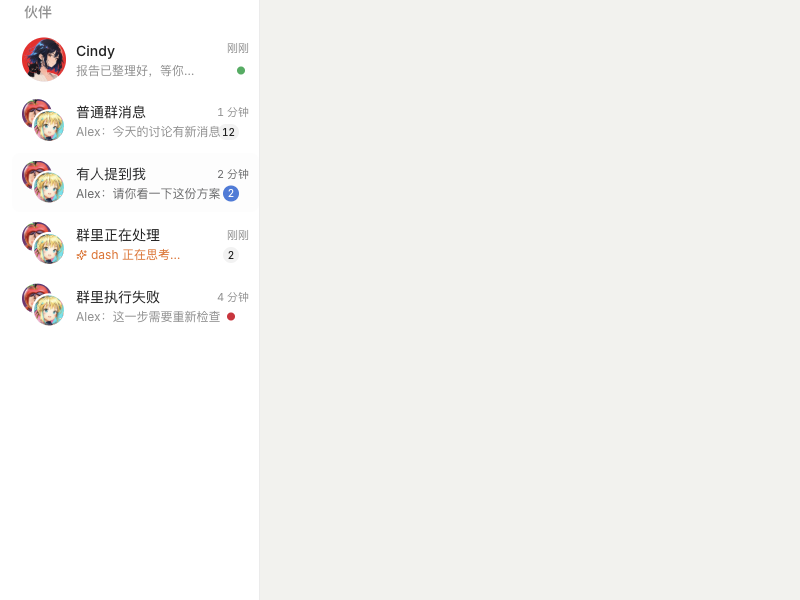 伙伴
Cindy 刚刚
报告已整理好，等你...
普通群消息 1 分钟
Alex：今天的讨论有新消息 12
有人提到我 2 分钟
Alex：请你看一下这份方案 2
群里正在处理 刚刚
dash 正在思考... 2
群里执行失败 4 分钟
Alex：这一步需要重新检查